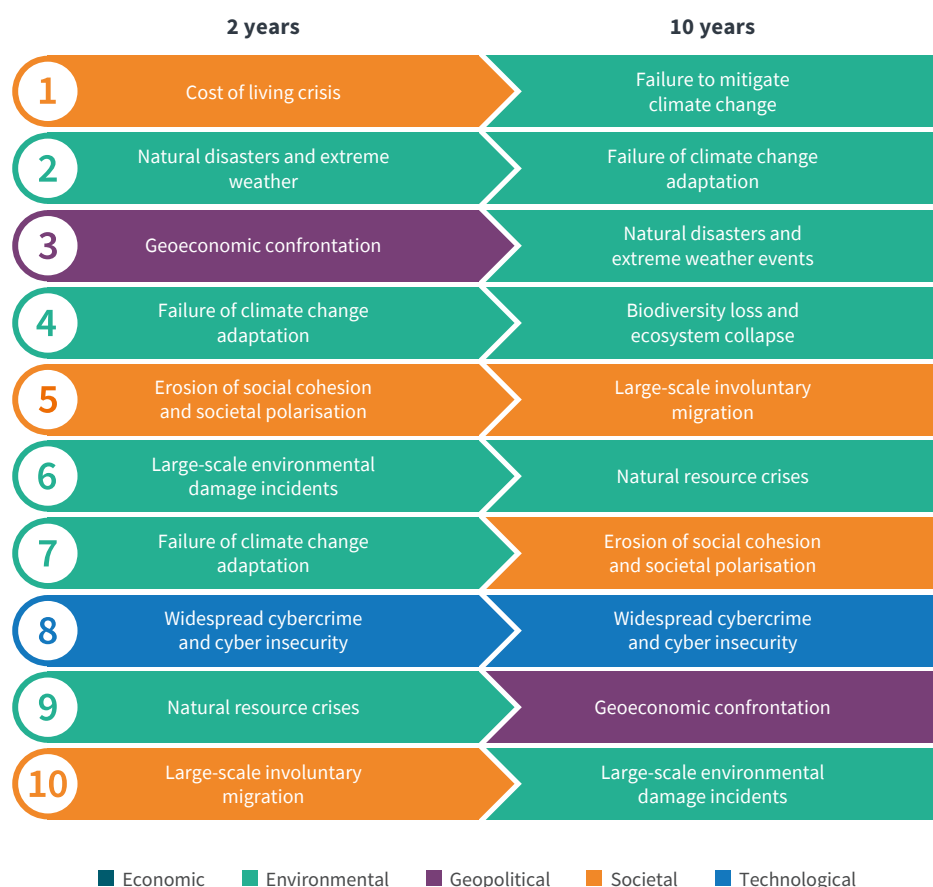 2 years
10 years
1
Cost of living crisis
Failure to mitigate
climate change
2
Natural disasters and extreme
weather
Failure of climate change
adaptation
3
Geoeconomic confrontation
Natural disasters and
extreme weather events
4
Failure of climate change
adaptation
Biodiversity loss and
ecosystem collapse
5
Erosion of social cohesion
and societal polarisation
Large-scale involuntary
migration
6
Large-scale environmental
damage incidents
Natural resource crises
7
Failure of climate change
adaptation
Erosion of social cohesion
and societal polarisation
8
Widespread cybercrime
and cyber insecurity
Widespread cybercrime
and cyber insecurity
9
Natural resource crises
Geoeconomic confrontation
10
Large-scale involuntary
migration
Large-scale environmental
damage incidents
Economic
Environmental
Geopolitical
Societal
Technological